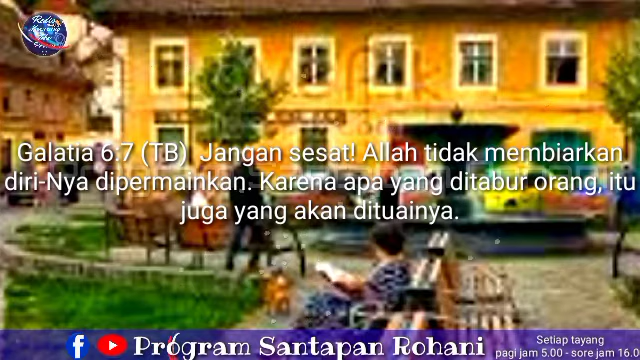 Galatia 6:7 (TB) Jangan sesat! Allah tidak membiarkan
diri-Nya dipermainkan. Karena apa yang ditabur orang, itu
juga yang akan dituainya.
Program Santapan Rohani
Setiap tayang
pagi jam 5.00 - sore jam 16.0